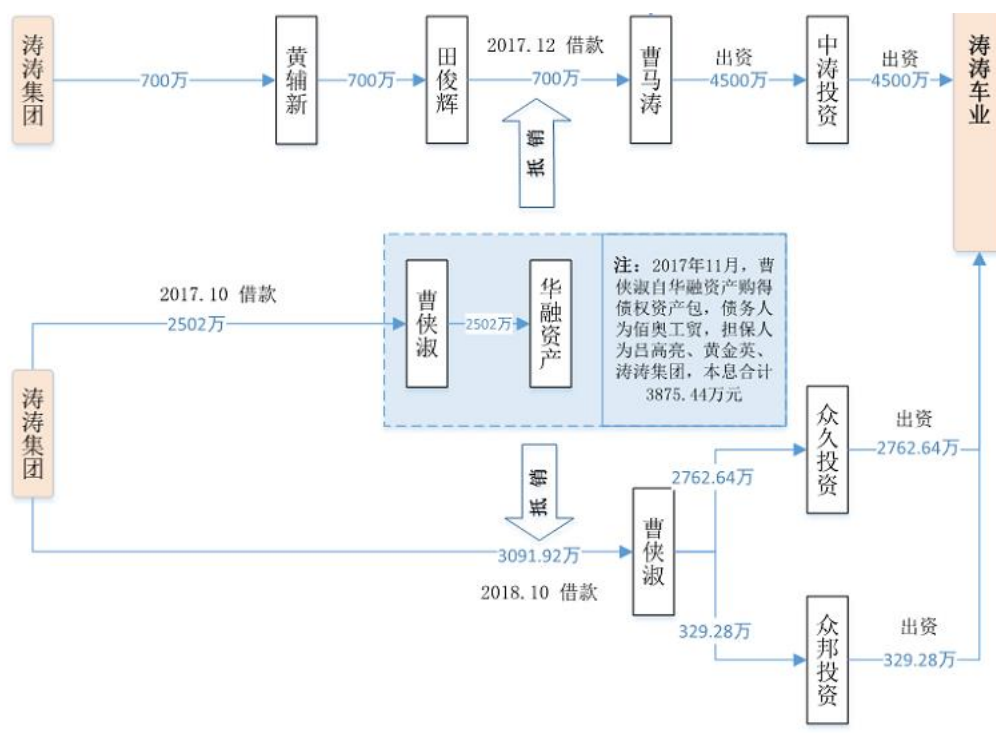 涛涛集团
700万
黄辅新
700万
田俊辉
2017.12 借款
700万
曹马涛
出资
4500万
中涛投资
出资
4500万
涛涛车业
抵销
2017.10 借款
2502万
曹侠淑
2502万
华融资产
注：2017年11月，曹
侠淑自华融资产购得
债权资产包，债务人
为佰奥工贸，担保人
为吕高亮、黄金英、
涛涛集团，本息合计
3875.44万元
涛涛集团
抵销
3091.92万
2018.10 借款
曹侠淑
2762.64万
众久投资
出资
2762.64万
329.28万
众邦投资
出资
329.28万